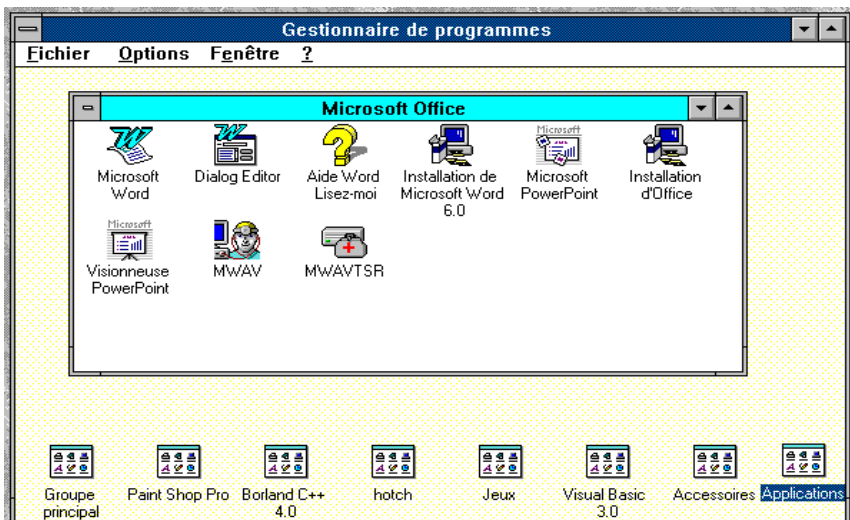 Gestionnaire de programmes
Fichier Options Fenêtre ?
Microsoft Office
Microsoft
Microsoft Word
Dialog Editor
Aide Word Lisez-moi
Installation de Microsoft Word 6.0
Microsoft PowerPoint
Installation d'Office
Microsoft
Visionneuse PowerPoint
MWAV
MWAVTSR
Groupe principal
Paint Shop Pro
Borland C++ 4.0
hotch
Jeux
Visual Basic 3.0
Accessoires
Applications